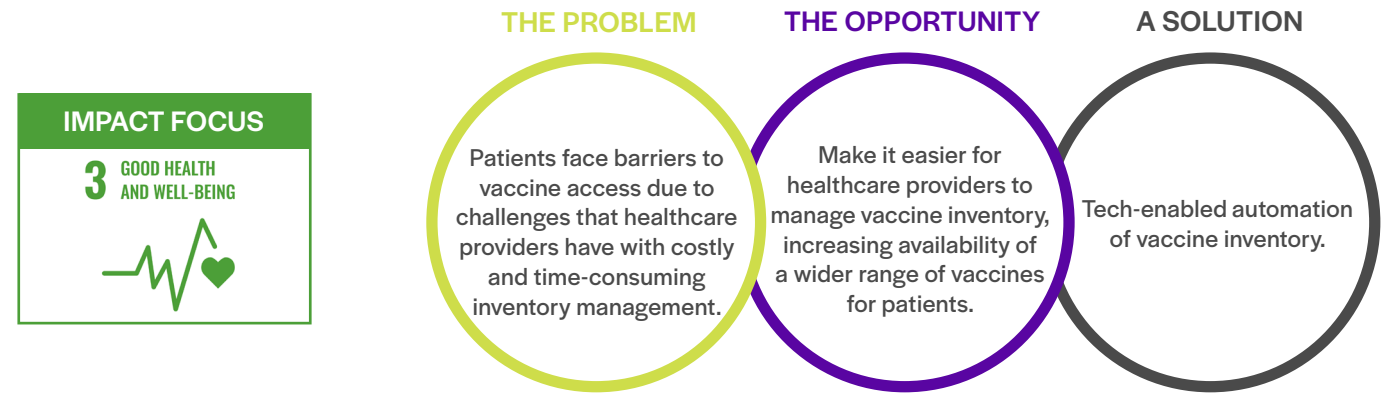 IMPACT FOCUS
3
GOOD HEALTH
AND WELL-BEING
THE PROBLEM
Patients face barriers to
vaccine access due to
challenges that healthcare
providers have with costly
and time-consuming
inventory management.
THE OPPORTUNITY
Make it easier for
healthcare providers to
manage vaccine inventory,
increasing availability of
a wider range of vaccines
for patients.
A SOLUTION
Tech-enabled automation
of vaccine inventory.